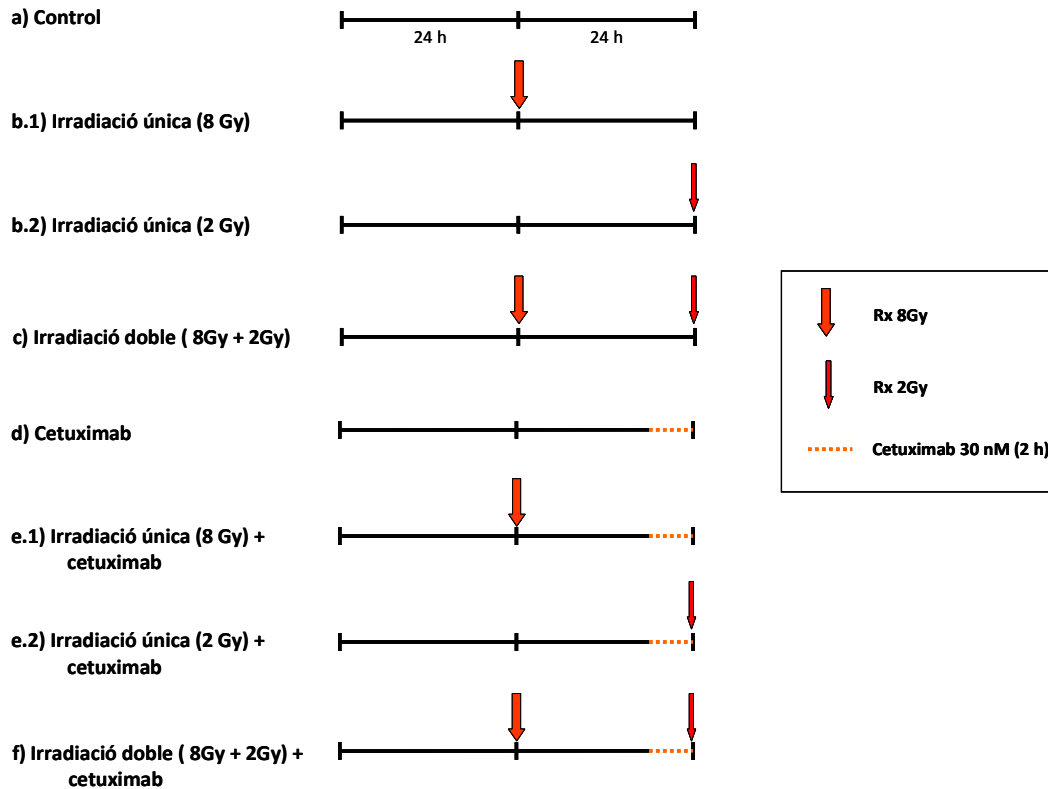 a) Control
24 h
24 h
b.1) Irradiació única (8 Gy)
b.2) Irradiació única (2 Gy)
c) Irradiació doble ( 8Gy + 2Gy)
d) Cetuximab
e.1) Irradiació única (8 Gy) +
cetuximab
e.2) Irradiació única (2 Gy) +
cetuximab
f) Irradiació doble ( 8Gy + 2Gy) +
cetuximab
Rx 8Gy
Rx 2Gy
Cetuximab 30 nM (2 h)